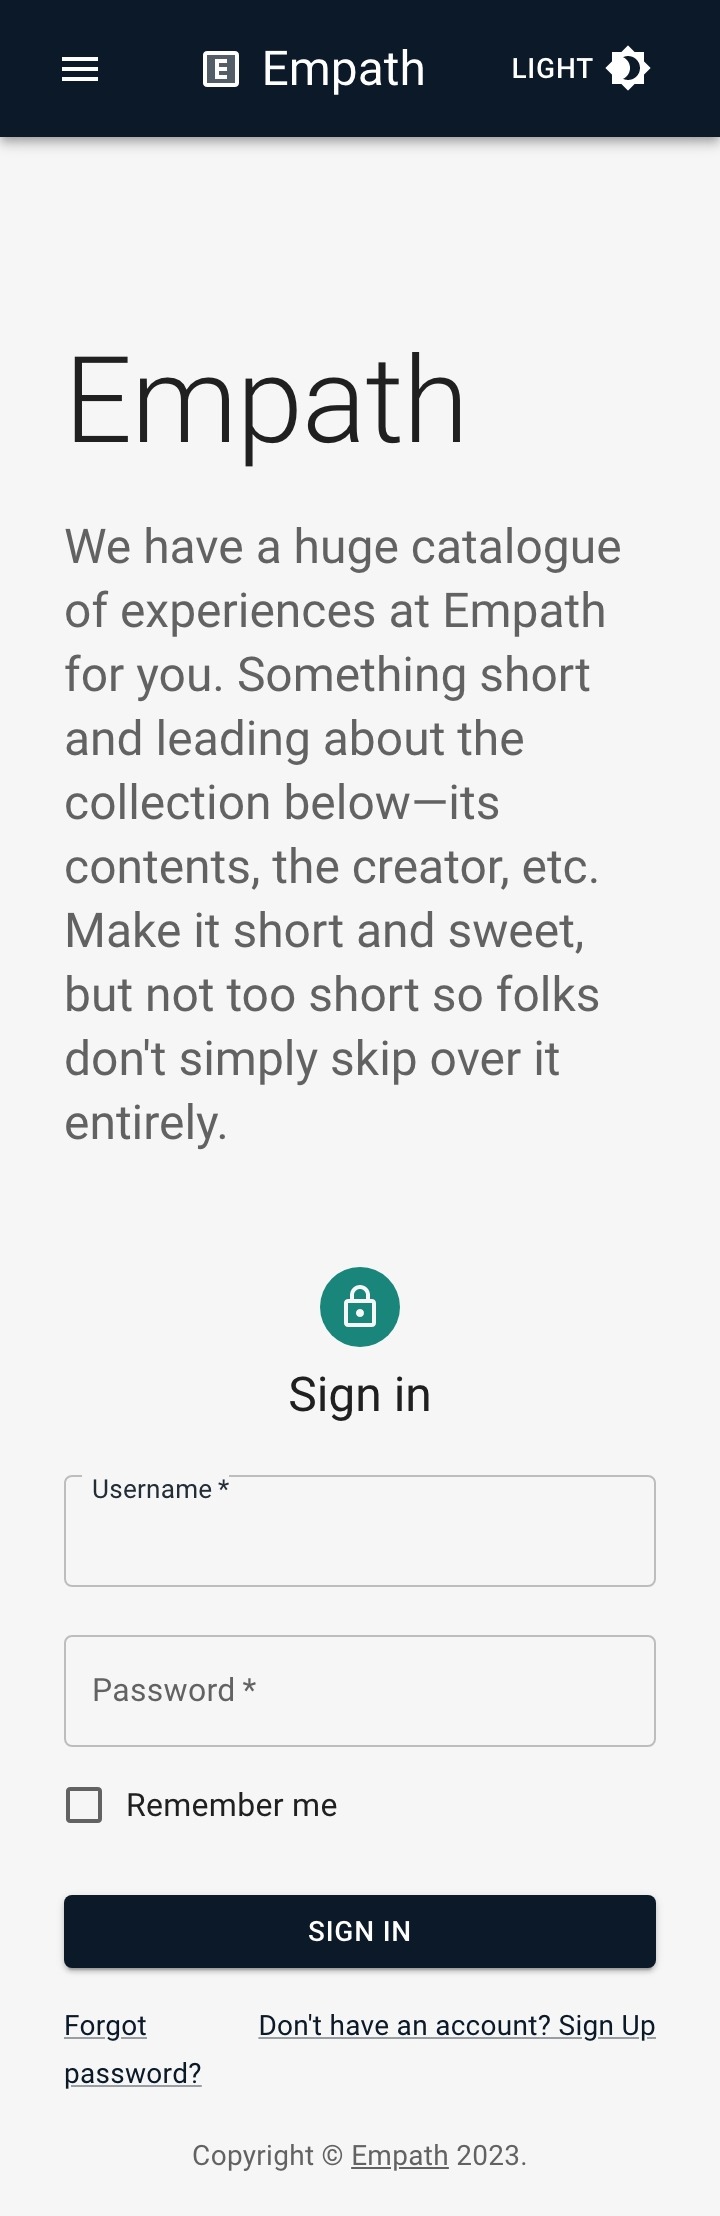 E Empath LIGHT
Empath
We have a huge catalogue
of experiences at Empath
for you. Something short
and leading about the
collection below—its
contents, the creator, etc.
Make it short and sweet,
but not too short so folks
don't simply skip over it
entirely.
Sign in
Username *
Password *
Remember me
SIGN IN
Forgot
password?
Don't have an account? Sign Up
Copyright © Empath 2023.